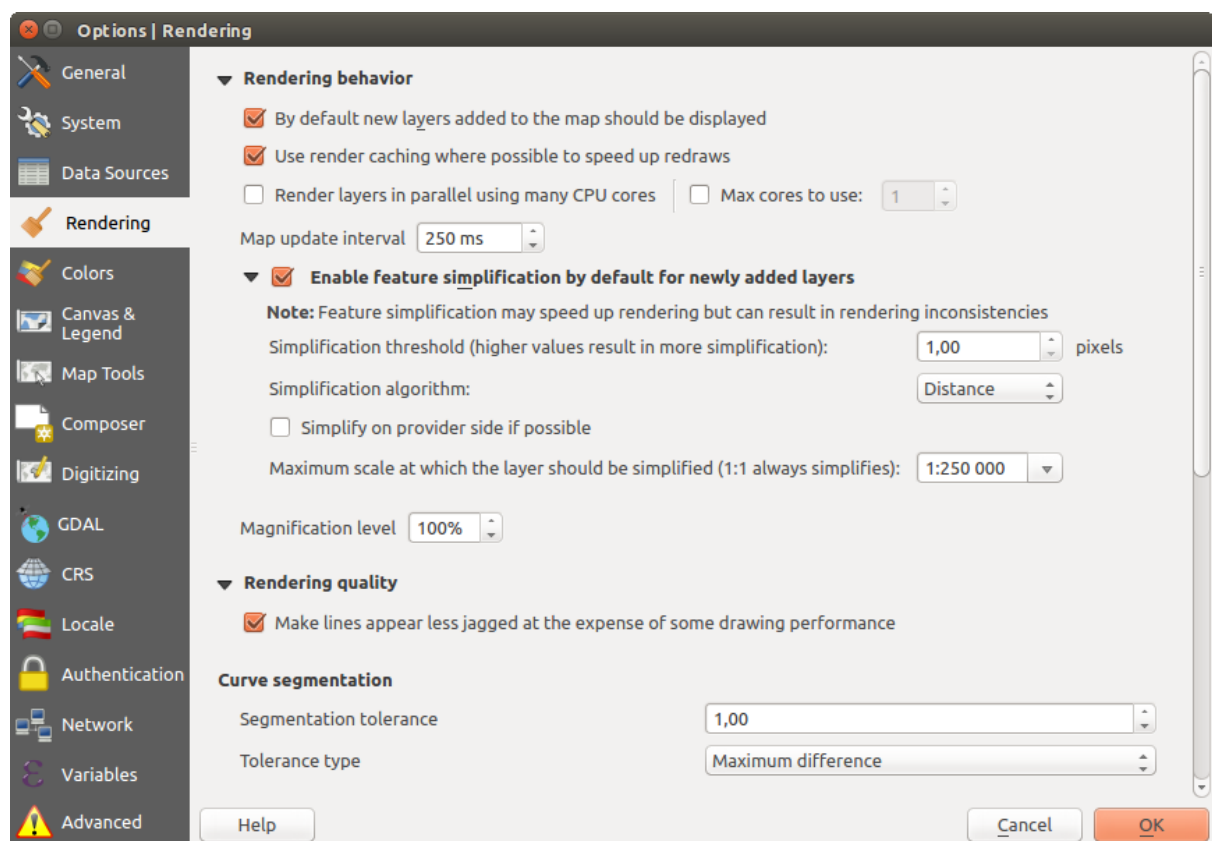 Options | Rendering
General
System
Data Sources
Rendering
Colors
Canvas &
Legend
Map Tools
Composer
Digitizing
GDAL
CRS
Locale
Authentication
Network
Variables
Advanced
Rendering behavior
By default new layers added to the map should be displayed
Use render caching where possible to speed up redraws
Render layers in parallel using many CPU cores Max cores to use: 1
Map update interval 250 ms
Enable feature simplification by default for newly added layers
Note: Feature simplification may speed up rendering but can result in rendering inconsistencies
Simplification threshold (higher values result in more simplification): 1,00 pixels
Simplification algorithm: Distance
Simplify on provider side if possible
Maximum scale at which the layer should be simplified (1:1 always simplifies): 1:250 000
Magnification level 100%
Rendering quality
Make lines appear less jagged at the expense of some drawing performance
Curve segmentation
Segmentation tolerance 1,00
Tolerance type Maximum difference
Help Cancel OK